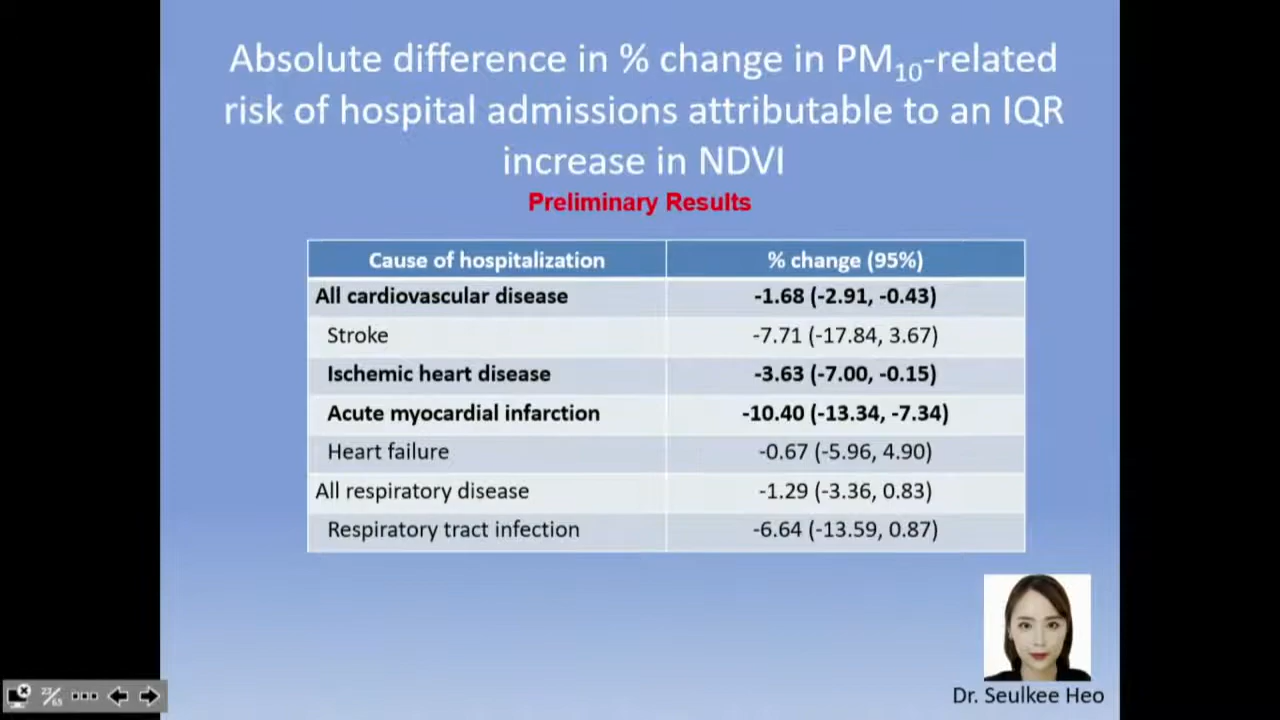 Absolute difference in % change in PM10-related
risk of hospital admissions attributable to an IQR
increase in NDVI
Preliminary Results
Cause of hospitalization % change (95%)
All cardiovascular disease -1.68 (-2.91, -0.43)
Stroke -7.71 (-17.84, 3.67)
Ischemic heart disease -3.63 (-7.00, -0.15)
Acute myocardial infarction -10.40 (-13.34, -7.34)
Heart failure -0.67 (-5.96, 4.90)
All respiratory disease -1.29 (-3.36, 0.83)
Respiratory tract infection -6.64 (-13.59, 0.87)
Dr. Seulkee Heo
23/65